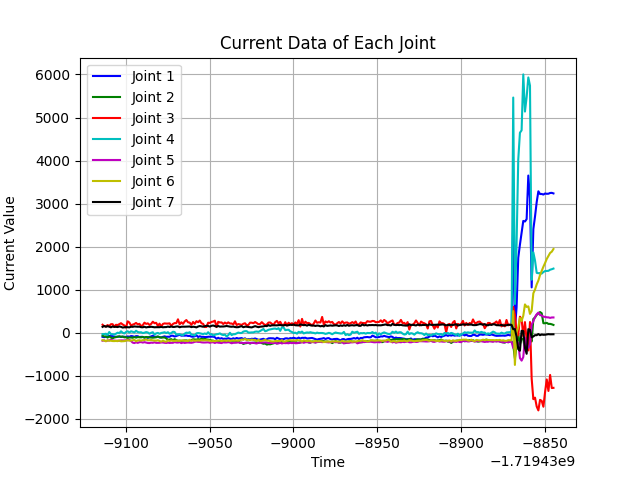 Current Data of Each Joint
Joint 1
Joint 2
Joint 3
Joint 4
Joint 5
Joint 6
Joint 7
6000
5000
4000
3000
2000
1000
0
−1000
−2000
Current Value
−9100 −9050 −9000 −8950 −8900 −8850
Time
−1.71943e9